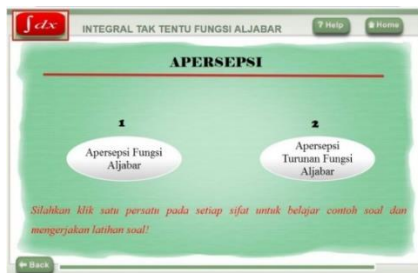 ∫dx
INTEGRAL TAK TENTU FUNGSI ALJABAR
? Help
Home
APERSEPSI
1
2
Apersepsi Fungsi
Aljabar
Apersepsi
Turunan Fungsi
Aljabar
Silahkan klik satu persatu pada setiap sifat untuk belajar contoh soal dan
mengerjakan latihan soal!
Back